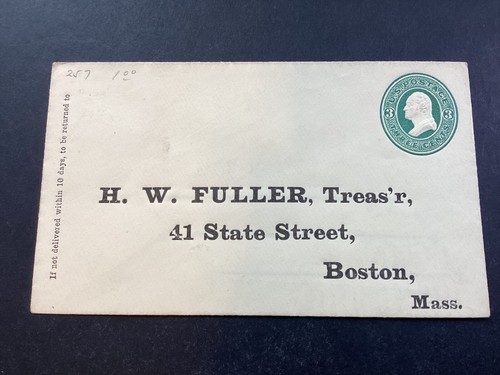 257 1.00
U.S. POSTAGE
3 3
THREE CENTS
If not delivered within 10 days, to be returned to
H. W. FULLER, Treas'r,
41 State Street,
Boston,
Mass.